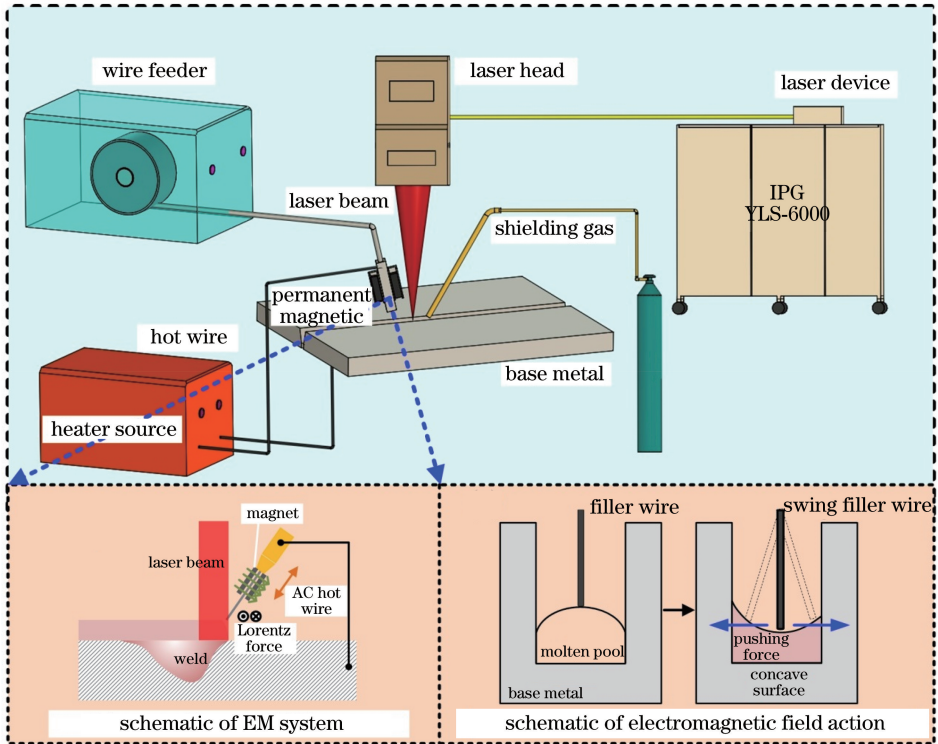 wire feeder
laser head
laser device
IPG
YLS-6000
laser beam
shielding gas
permanent
magnetic
hot wire
base metal
heater source
magnet
laser beam
AC hot
wire
Lorentz
force
weld
schematic of EM system
filler wire
swing filler wire
molten pool
pushing
force
base metal
concave
surface
schematic of electromagnetic field action